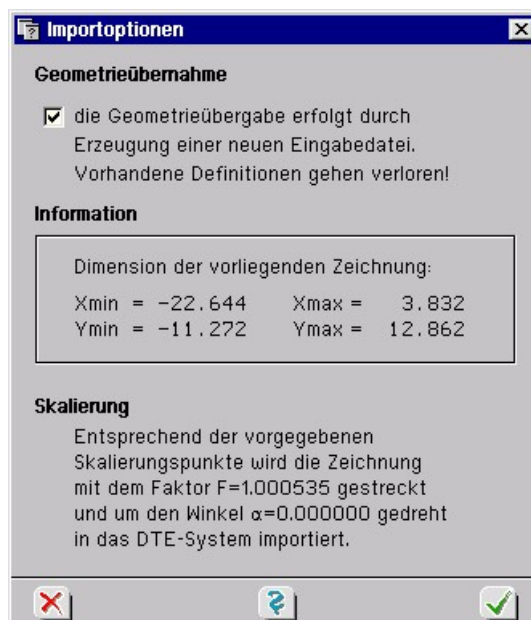 Importoptionen
Geometrieübernahme
die Geometrieübergabe erfolgt durch
Erzeugung einer neuen Eingabedatei.
Vorhandene Definitionen gehen verloren!
Information
Dimension der vorliegenden Zeichnung:
Xmin = -22.644 Xmax = 3.832
Ymin = -11.272 Ymax = 12.862
Skalierung
Entsprechend der vorgegebenen
Skalierungspunkte wird die Zeichnung
mit dem Faktor F=1.000535 gestreckt
und um den Winkel α=0.000000 gedreht
in das DTE-System importiert.